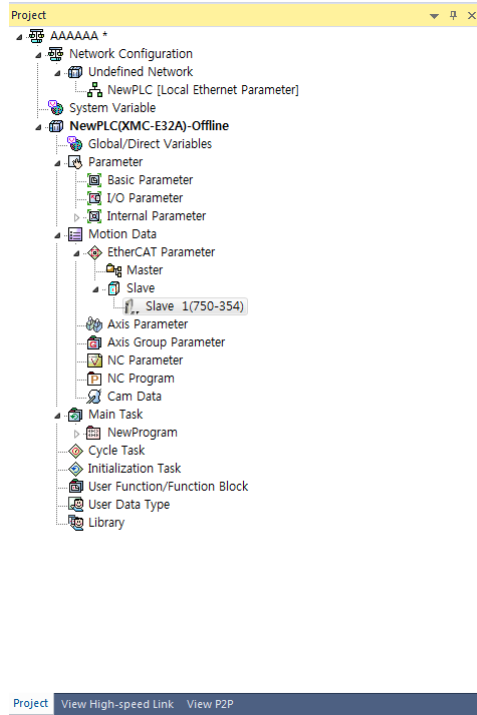 Project
AAAAAA *
Network Configuration
Undefined Network
NewPLC [Local Ethernet Parameter]
System Variable
NewPLC(XMC-E32A)-Offline
Global/Direct Variables
Parameter
Basic Parameter
I/O Parameter
Internal Parameter
Motion Data
EtherCAT Parameter
Master
Slave
Slave 1(750-354)
Axis Parameter
Axis Group Parameter
NC Parameter
NC Program
Cam Data
Main Task
NewProgram
Cycle Task
Initialization Task
User Function/Function Block
User Data Type
Library
Project View High-speed Link View P2P